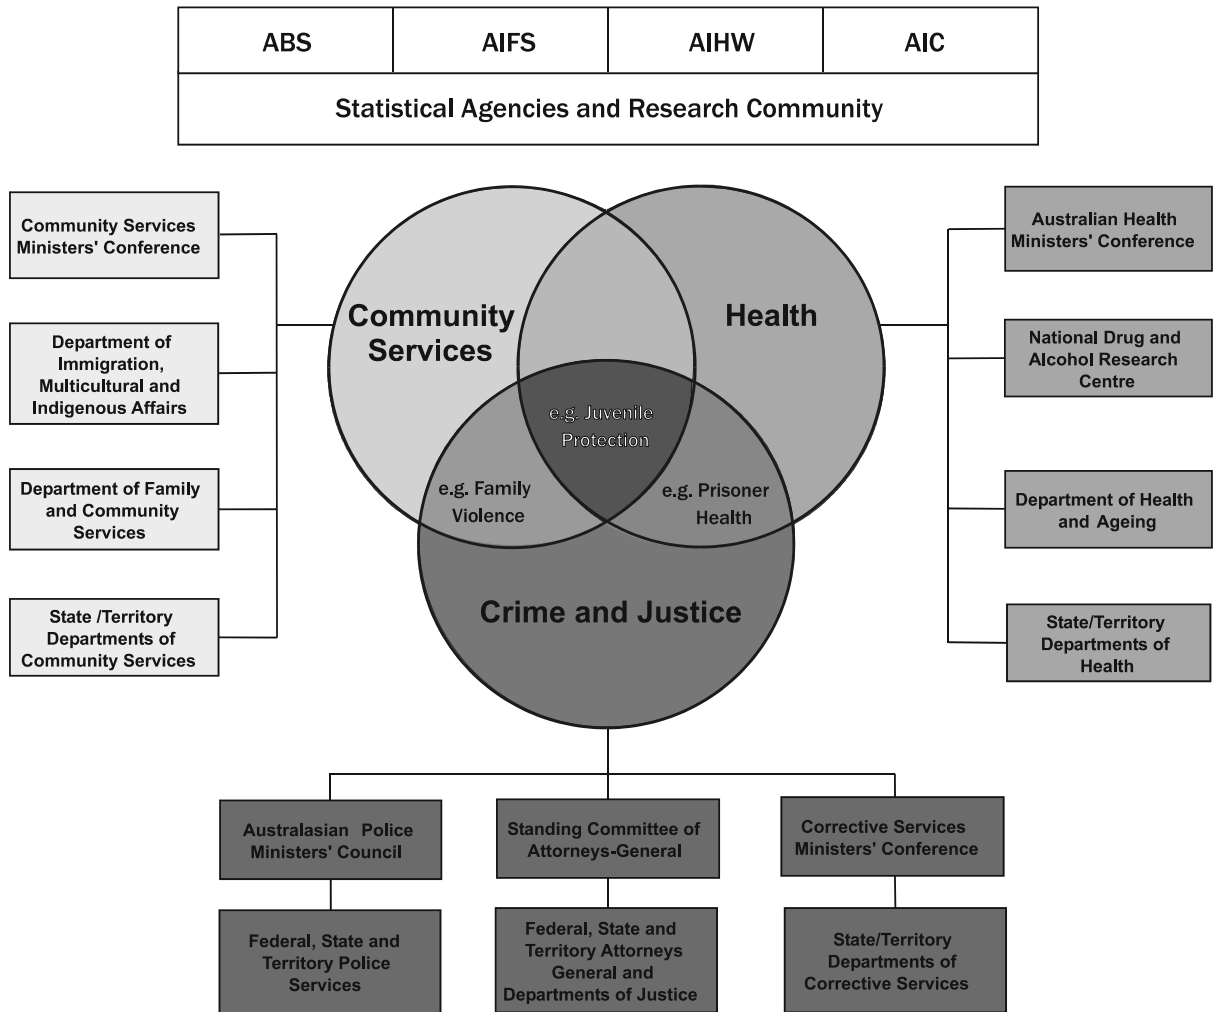 ABS
AIFS
AIHW
AIC
Statistical Agencies and Research Community
Community Services
Ministers' Conference
Department of
Immigration,
Multicultural and
Indigenous Affairs
Department of Family
and Community
Services
State /Territory
Departments of
Community Services
Community
Services
Health
e.g. Juvenile
Protection
e.g. Family
Violence
e.g. Prisoner
Health
Crime and Justice
Australian Health
Ministers' Conference
National Drug and
Alcohol Research
Centre
Department of Health
and Ageing
State/Territory
Departments of
Health
Australasian Police
Ministers' Council
Standing Committee of
Attorneys-General
Corrective Services
Ministers' Conference
Federal, State and
Territory Police
Services
Federal, State and
Territory Attorneys
General and
Departments of Justice
State/Territory
Departments of
Corrective Services